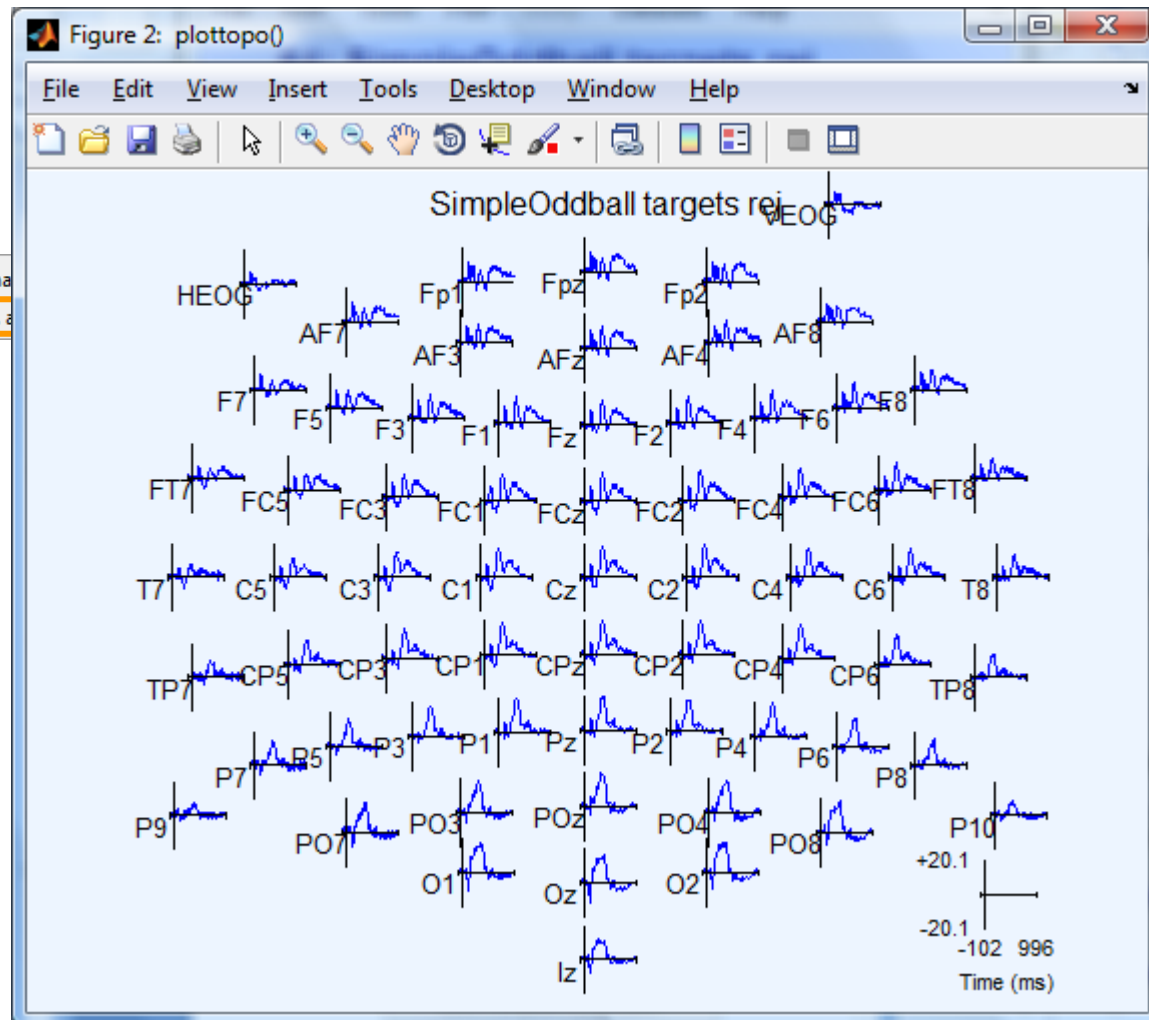 Figure 2: plottopo()
File Edit View Insert Tools Desktop Window Help
SimpleOddball targets rej
VEOG
HEOG Fp1 Fpz Fp2
AF7 AF3 AFz AF4 AF8
F7 F5 F3 F1 Fz F2 F4 F6 F8
FT7 FC5 FC3 FC1 FCz FC2 FC4 FC6 FT8
T7 C5 C3 C1 Cz C2 C4 C6 T8
TP7 CP5 CP3 CP1 CPz CP2 CP4 CP6 TP8
P7 P5 P3 P1 Pz P2 P4 P6 P8
P9 PO7 PO3 POz PO4 PO8 P10
O1 Oz O2
Iz
+20.1
-20.1
-102 996
Time (ms)